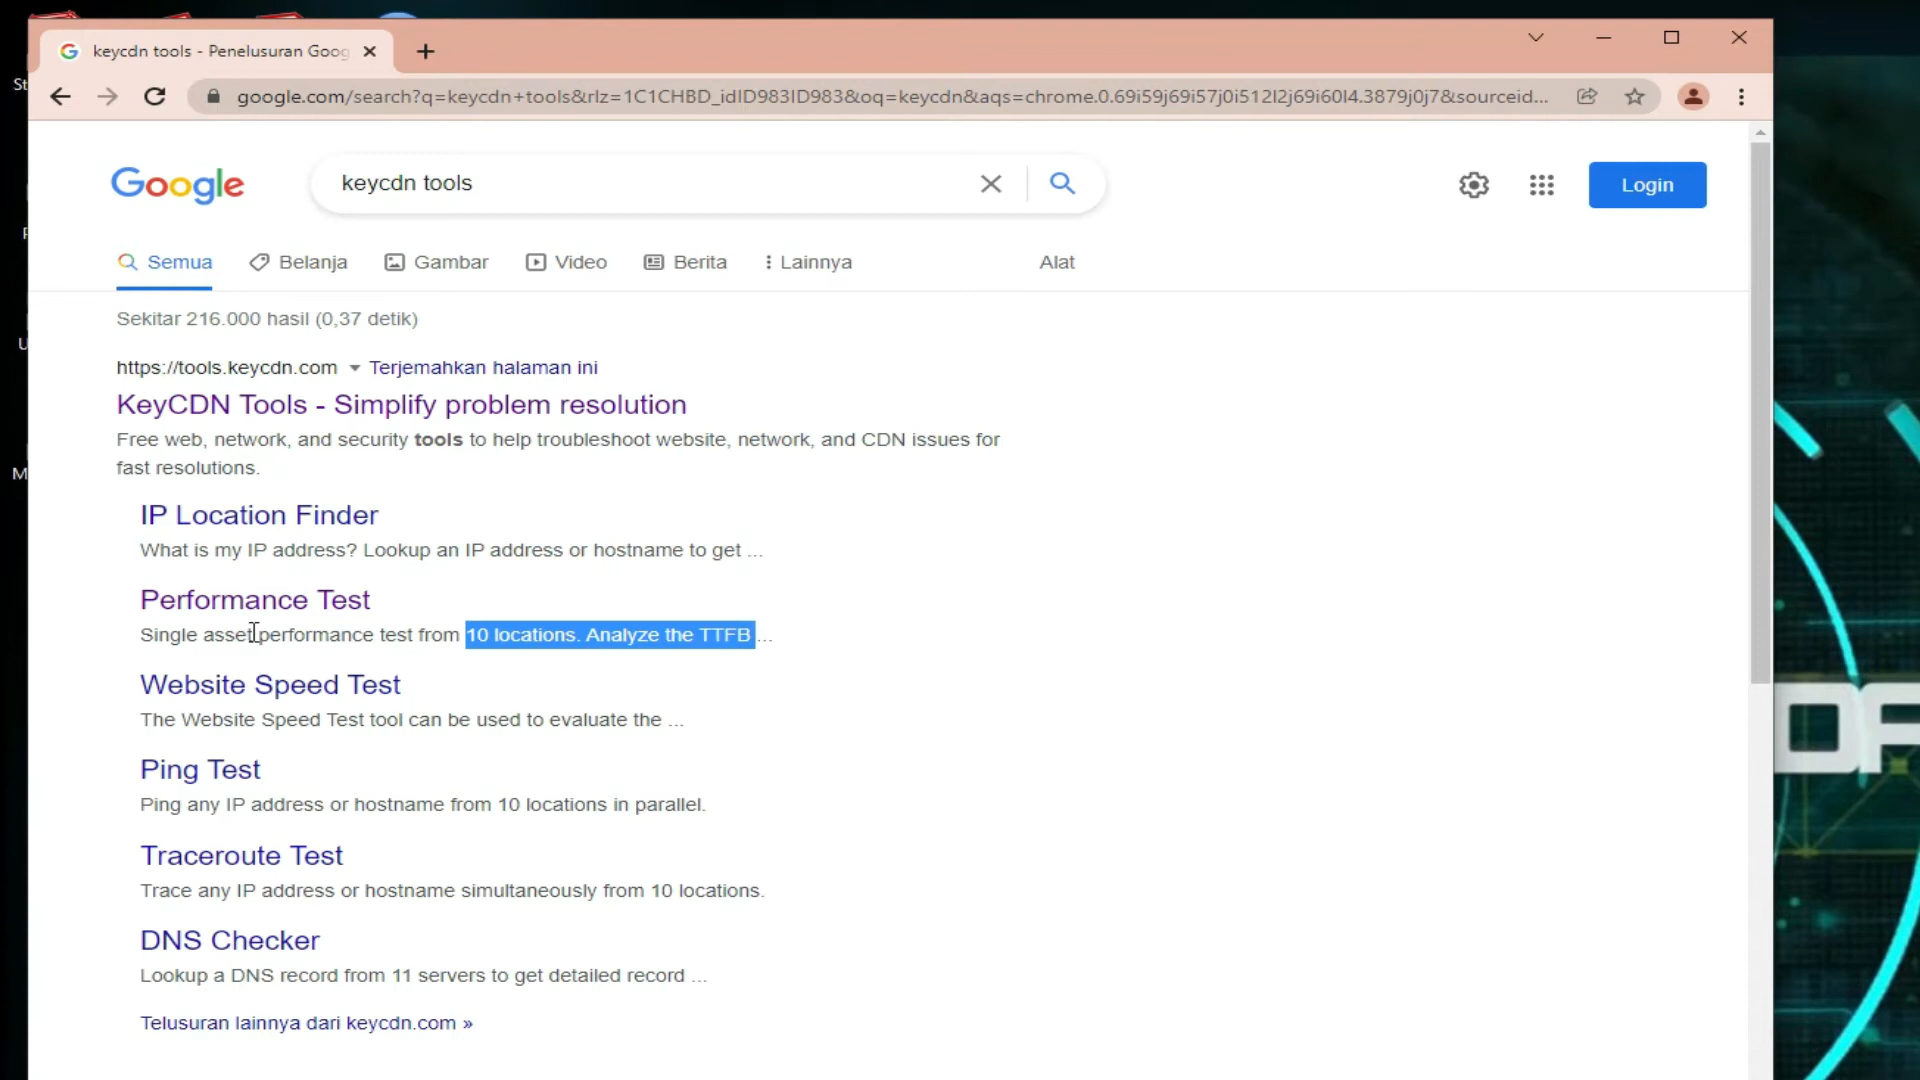 keycdn tools - Penelusuran Goog
google.com/search?q=keycdn+tools&rlz=1C1CHBD_idID983ID983&oq=keycdn&aqs=chrome.0.69i59j69i57j0i512l2j69i60l4.3879j0j7&sourceid...
Google
keycdn tools
Login
Semua
Belanja
Gambar
Video
Berita
Lainnya
Alat
Sekitar 216.000 hasil (0,37 detik)
https://tools.keycdn.com
Terjemahkan halaman ini
KeyCDN Tools - Simplify problem resolution
Free web, network, and security tools to help troubleshoot website, network, and CDN issues for
fast resolutions.
IP Location Finder
What is my IP address? Lookup an IP address or hostname to get ...
Performance Test
Single asset performance test from 10 locations. Analyze the TTFB ...
Website Speed Test
The Website Speed Test tool can be used to evaluate the ...
Ping Test
Ping any IP address or hostname from 10 locations in parallel.
Traceroute Test
Trace any IP address or hostname simultaneously from 10 locations.
DNS Checker
Lookup a DNS record from 11 servers to get detailed record ...
Telusuran lainnya dari keycdn.com »